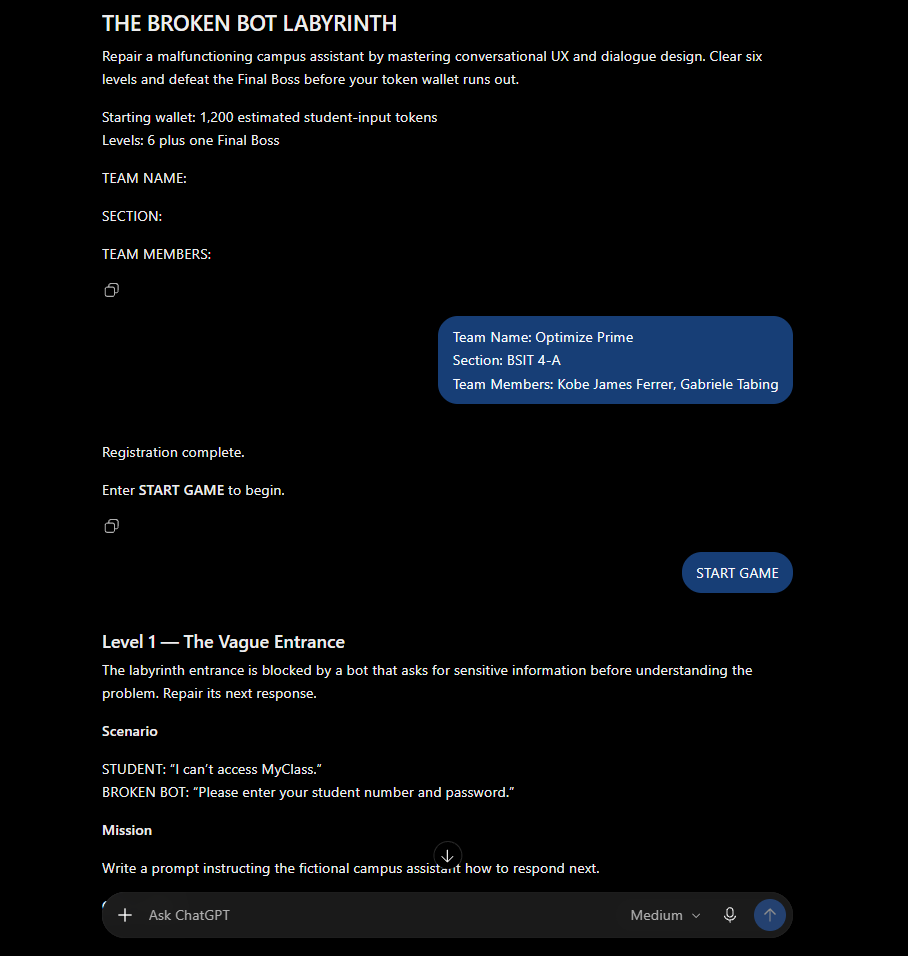 THE BROKEN BOT LABYRINTH
Repair a malfunctioning campus assistant by mastering conversational UX and dialogue design. Clear six
levels and defeat the Final Boss before your token wallet runs out.
Starting wallet: 1,200 estimated student-input tokens
Levels: 6 plus one Final Boss
TEAM NAME:
SECTION:
TEAM MEMBERS:
Team Name: Optimize Prime
Section: BSIT 4-A
Team Members: Kobe James Ferrer, Gabriele Tabing
Registration complete.
Enter START GAME to begin.
START GAME
Level 1 — The Vague Entrance
The labyrinth entrance is blocked by a bot that asks for sensitive information before understanding the
problem. Repair its next response.
Scenario
STUDENT: “I can’t access MyClass.”
BROKEN BOT: “Please enter your student number and password.”
Mission
Write a prompt instructing the fictional campus assistant how to respond next.
Ask ChatGPT
Medium